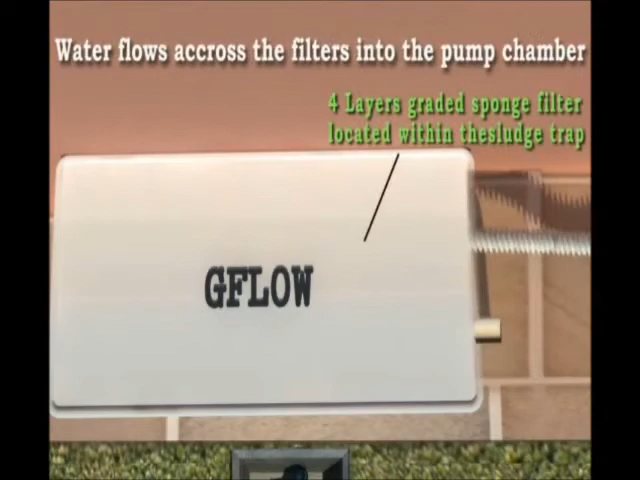 Water flows accross the filters into the pump chamber
4 Layers graded sponge filter
located within thesludge trap
GFLOW